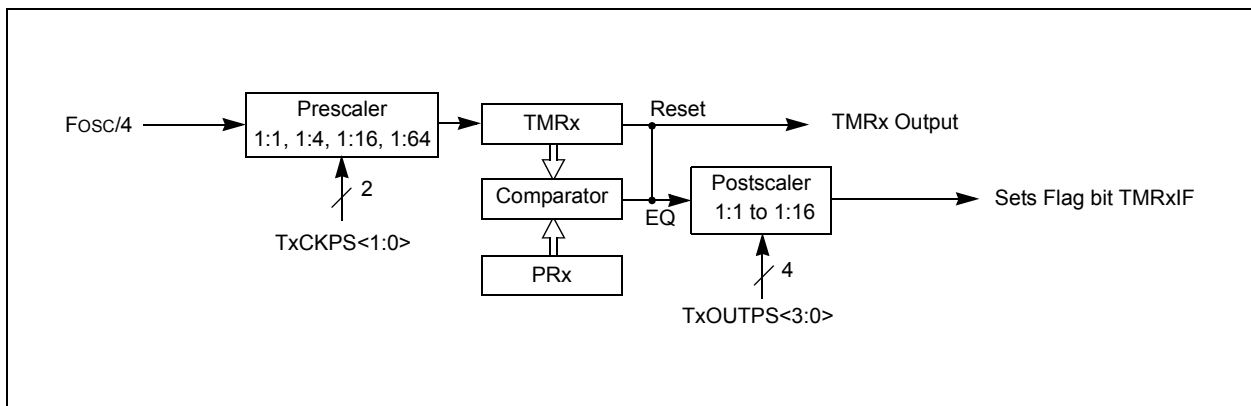 FOSC/4
Prescaler
1:1, 1:4, 1:16, 1:64
2
TxCKPS<1:0>
TMRx
Reset
TMRx Output
Comparator
EQ
PRx
Postscaler
1:1 to 1:16
4
TxOUTPS<3:0>
Sets Flag bit TMRxIF